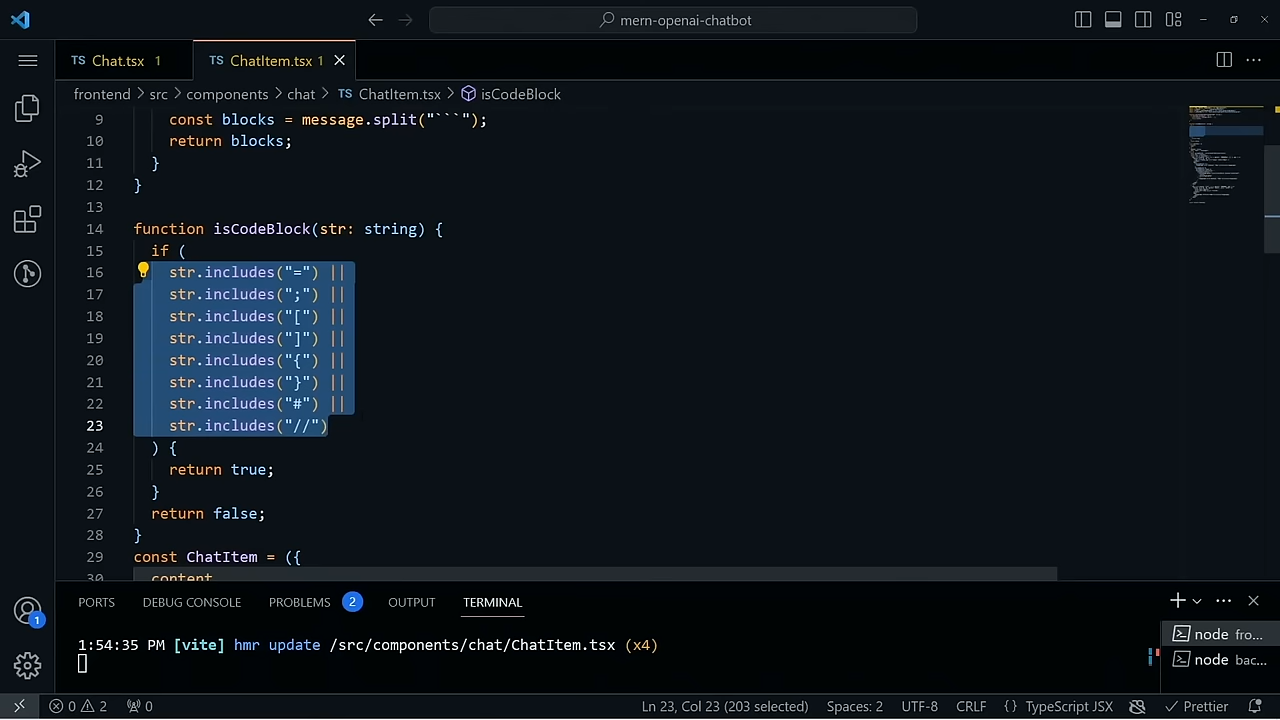 mern-openai-chatbot
TS Chat.tsx 1
TS ChatItem.tsx 1
frontend > src > components > chat > TS ChatItem.tsx > isCodeBlock
9 const blocks = message.split("```");
10 return blocks;
11 }
12 }
13
14 function isCodeBlock(str: string) {
15 if (
16 str.includes("=") ||
17 str.includes(";") ||
18 str.includes("[") ||
19 str.includes("]") ||
20 str.includes("{") ||
21 str.includes("}") ||
22 str.includes("#") ||
23 str.includes("//")
24 ) {
25 return true;
26 }
27 return false;
28 }
29 const ChatItem = ({
30 content
PORTS DEBUG CONSOLE PROBLEMS 2 OUTPUT TERMINAL
1:54:35 PM [vite] hmr update /src/components/chat/ChatItem.tsx (x4)
node fro...
node bac...
1
0 2 0 Ln 23, Col 23 (203 selected) Spaces: 2 UTF-8 CRLF {} TypeScript JSX Prettier